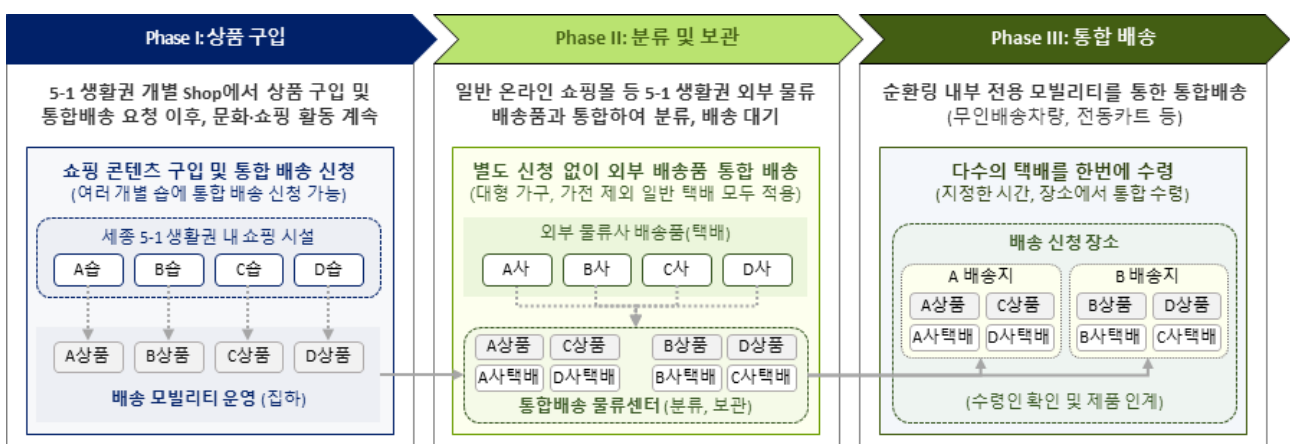 Phase I: 상품 구입
5-1 생활권 개별 Shop에서 상품 구입 및
통합배송 요청 이후, 문화·쇼핑 활동 계속
쇼핑 콘텐츠 구입 및 통합 배송 신청
(여러 개별 숍에 통합 배송 신청 가능)
세종 5-1 생활권 내 쇼핑 시설
A숍 B숍 C숍 D숍
A상품 B상품 C상품 D상품
배송 모빌리티 운영 (집하)
Phase II: 분류 및 보관
일반 온라인 쇼핑몰 등 5-1 생활권 외부 물류
배송품과 통합하여 분류, 배송 대기
별도 신청 없이 외부 배송품 통합 배송
(대형 가구, 가전 제외 일반 택배 모두 적용)
외부 물류사 배송품(택배)
A사 B사 C사 D사
A상품 C상품 B상품 D상품
A사택배 D사택배 B사택배 C사택배
통합배송 물류센터 (분류, 보관)
Phase III: 통합 배송
순환링 내부 전용 모빌리티를 통한 통합배송
(무인배송차량, 전동카트 등)
다수의 택배를 한번에 수령
(지정한 시간, 장소에서 통합 수령)
배송 신청 장소
A 배송지 B 배송지
A상품 C상품 B상품 D상품
A사택배 D사택배 B사택배 C사택배
(수령인 확인 및 제품 인계)